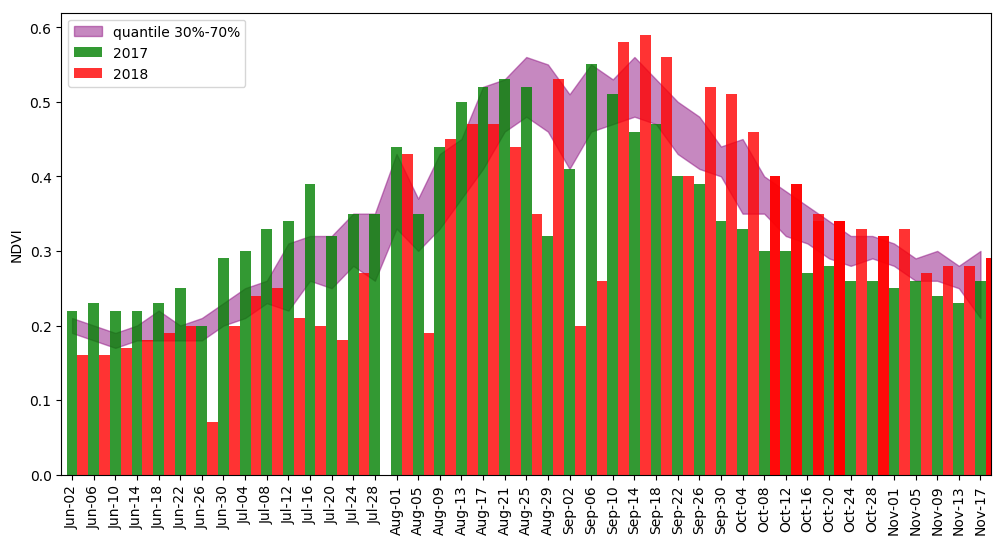 quantile 30%-70%
2017
2018
NDVI
0.6
0.5
0.4
0.3
0.2
0.1
0.0
Jun-02
Jun-06
Jun-10
Jun-14
Jun-18
Jun-22
Jun-26
Jun-30
Jul-04
Jul-08
Jul-12
Jul-16
Jul-20
Jul-24
Jul-28
Aug-01
Aug-05
Aug-09
Aug-13
Aug-17
Aug-21
Aug-25
Aug-29
Sep-02
Sep-06
Sep-10
Sep-14
Sep-18
Sep-22
Sep-26
Sep-30
Oct-04
Oct-08
Oct-12
Oct-16
Oct-20
Oct-24
Oct-28
Nov-01
Nov-05
Nov-09
Nov-13
Nov-17